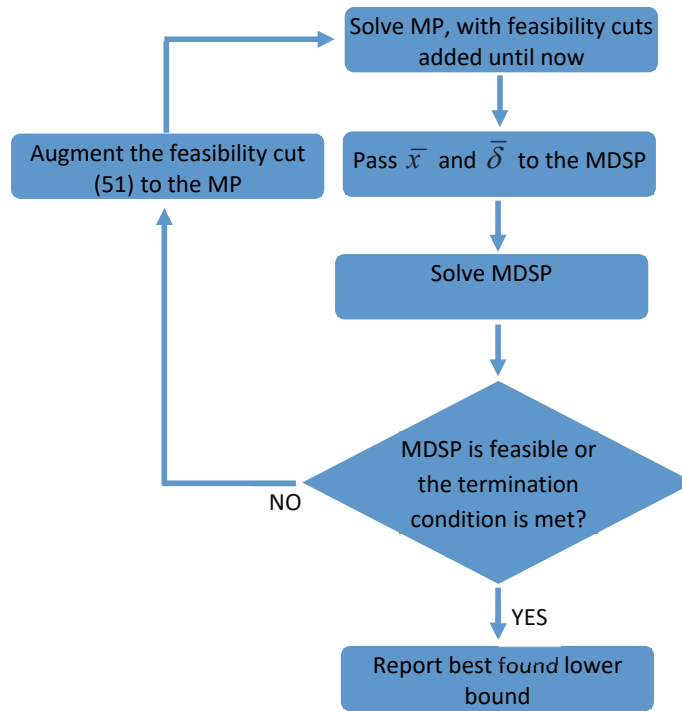 Solve MP, with feasibility cuts
added until now
Augment the feasibility cut
(51) to the MP
Pass x̅ and δ̅ to the MDSP
Solve MDSP
MDSP is feasible or
the termination
condition is met?
NO
YES
Report best found lower
bound